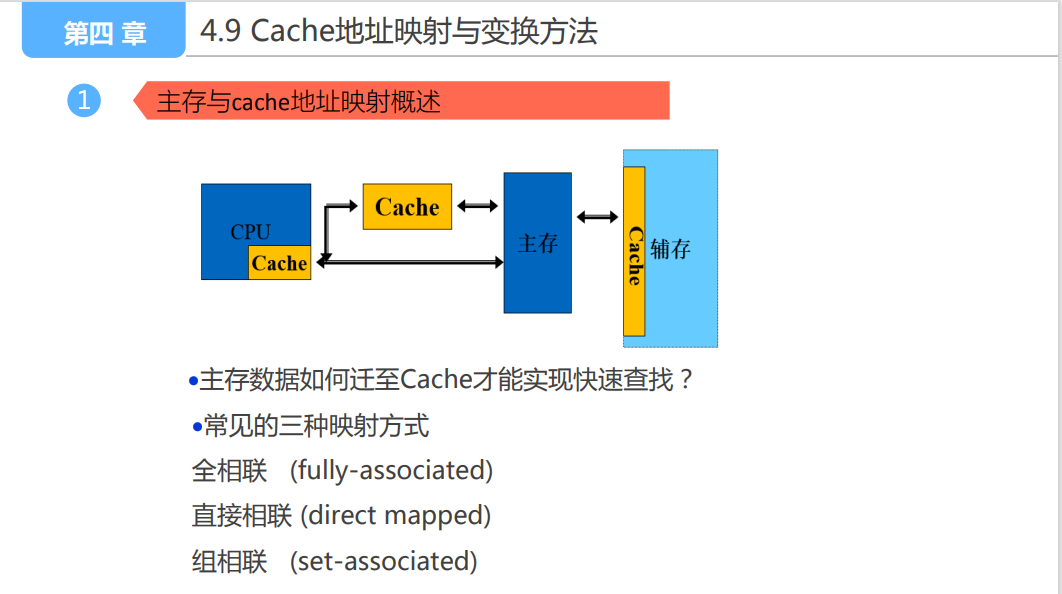 第四 章
4.9 Cache地址映射与变换方法
1
主存与cache地址映射概述
CPU
Cache
Cache
主存
Cache
辅存
•主存数据如何迁至Cache才能实现快速查找？
•常见的三种映射方式
全相联 (fully-associated)
直接相联 (direct mapped)
组相联 (set-associated)